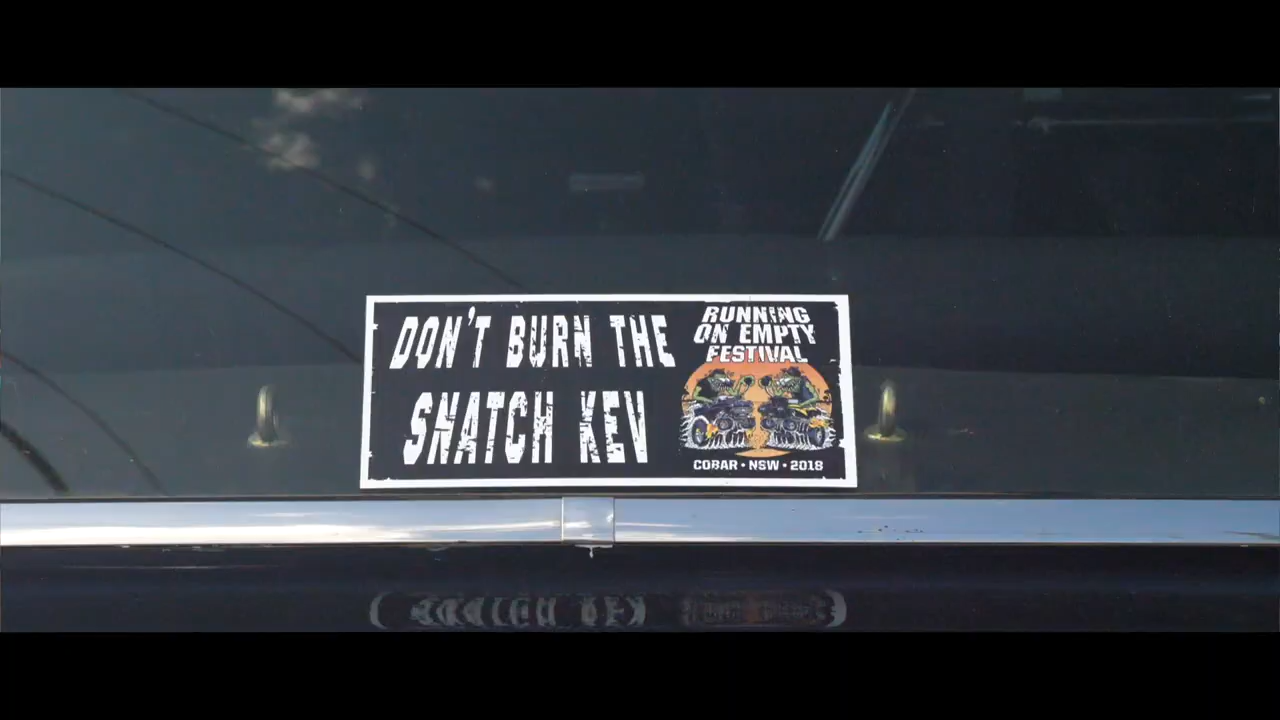 DON'T BURN THE
SNATCH KEV
RUNNING
ON EMPTY
FESTIVAL
COBAR • NSW • 2018